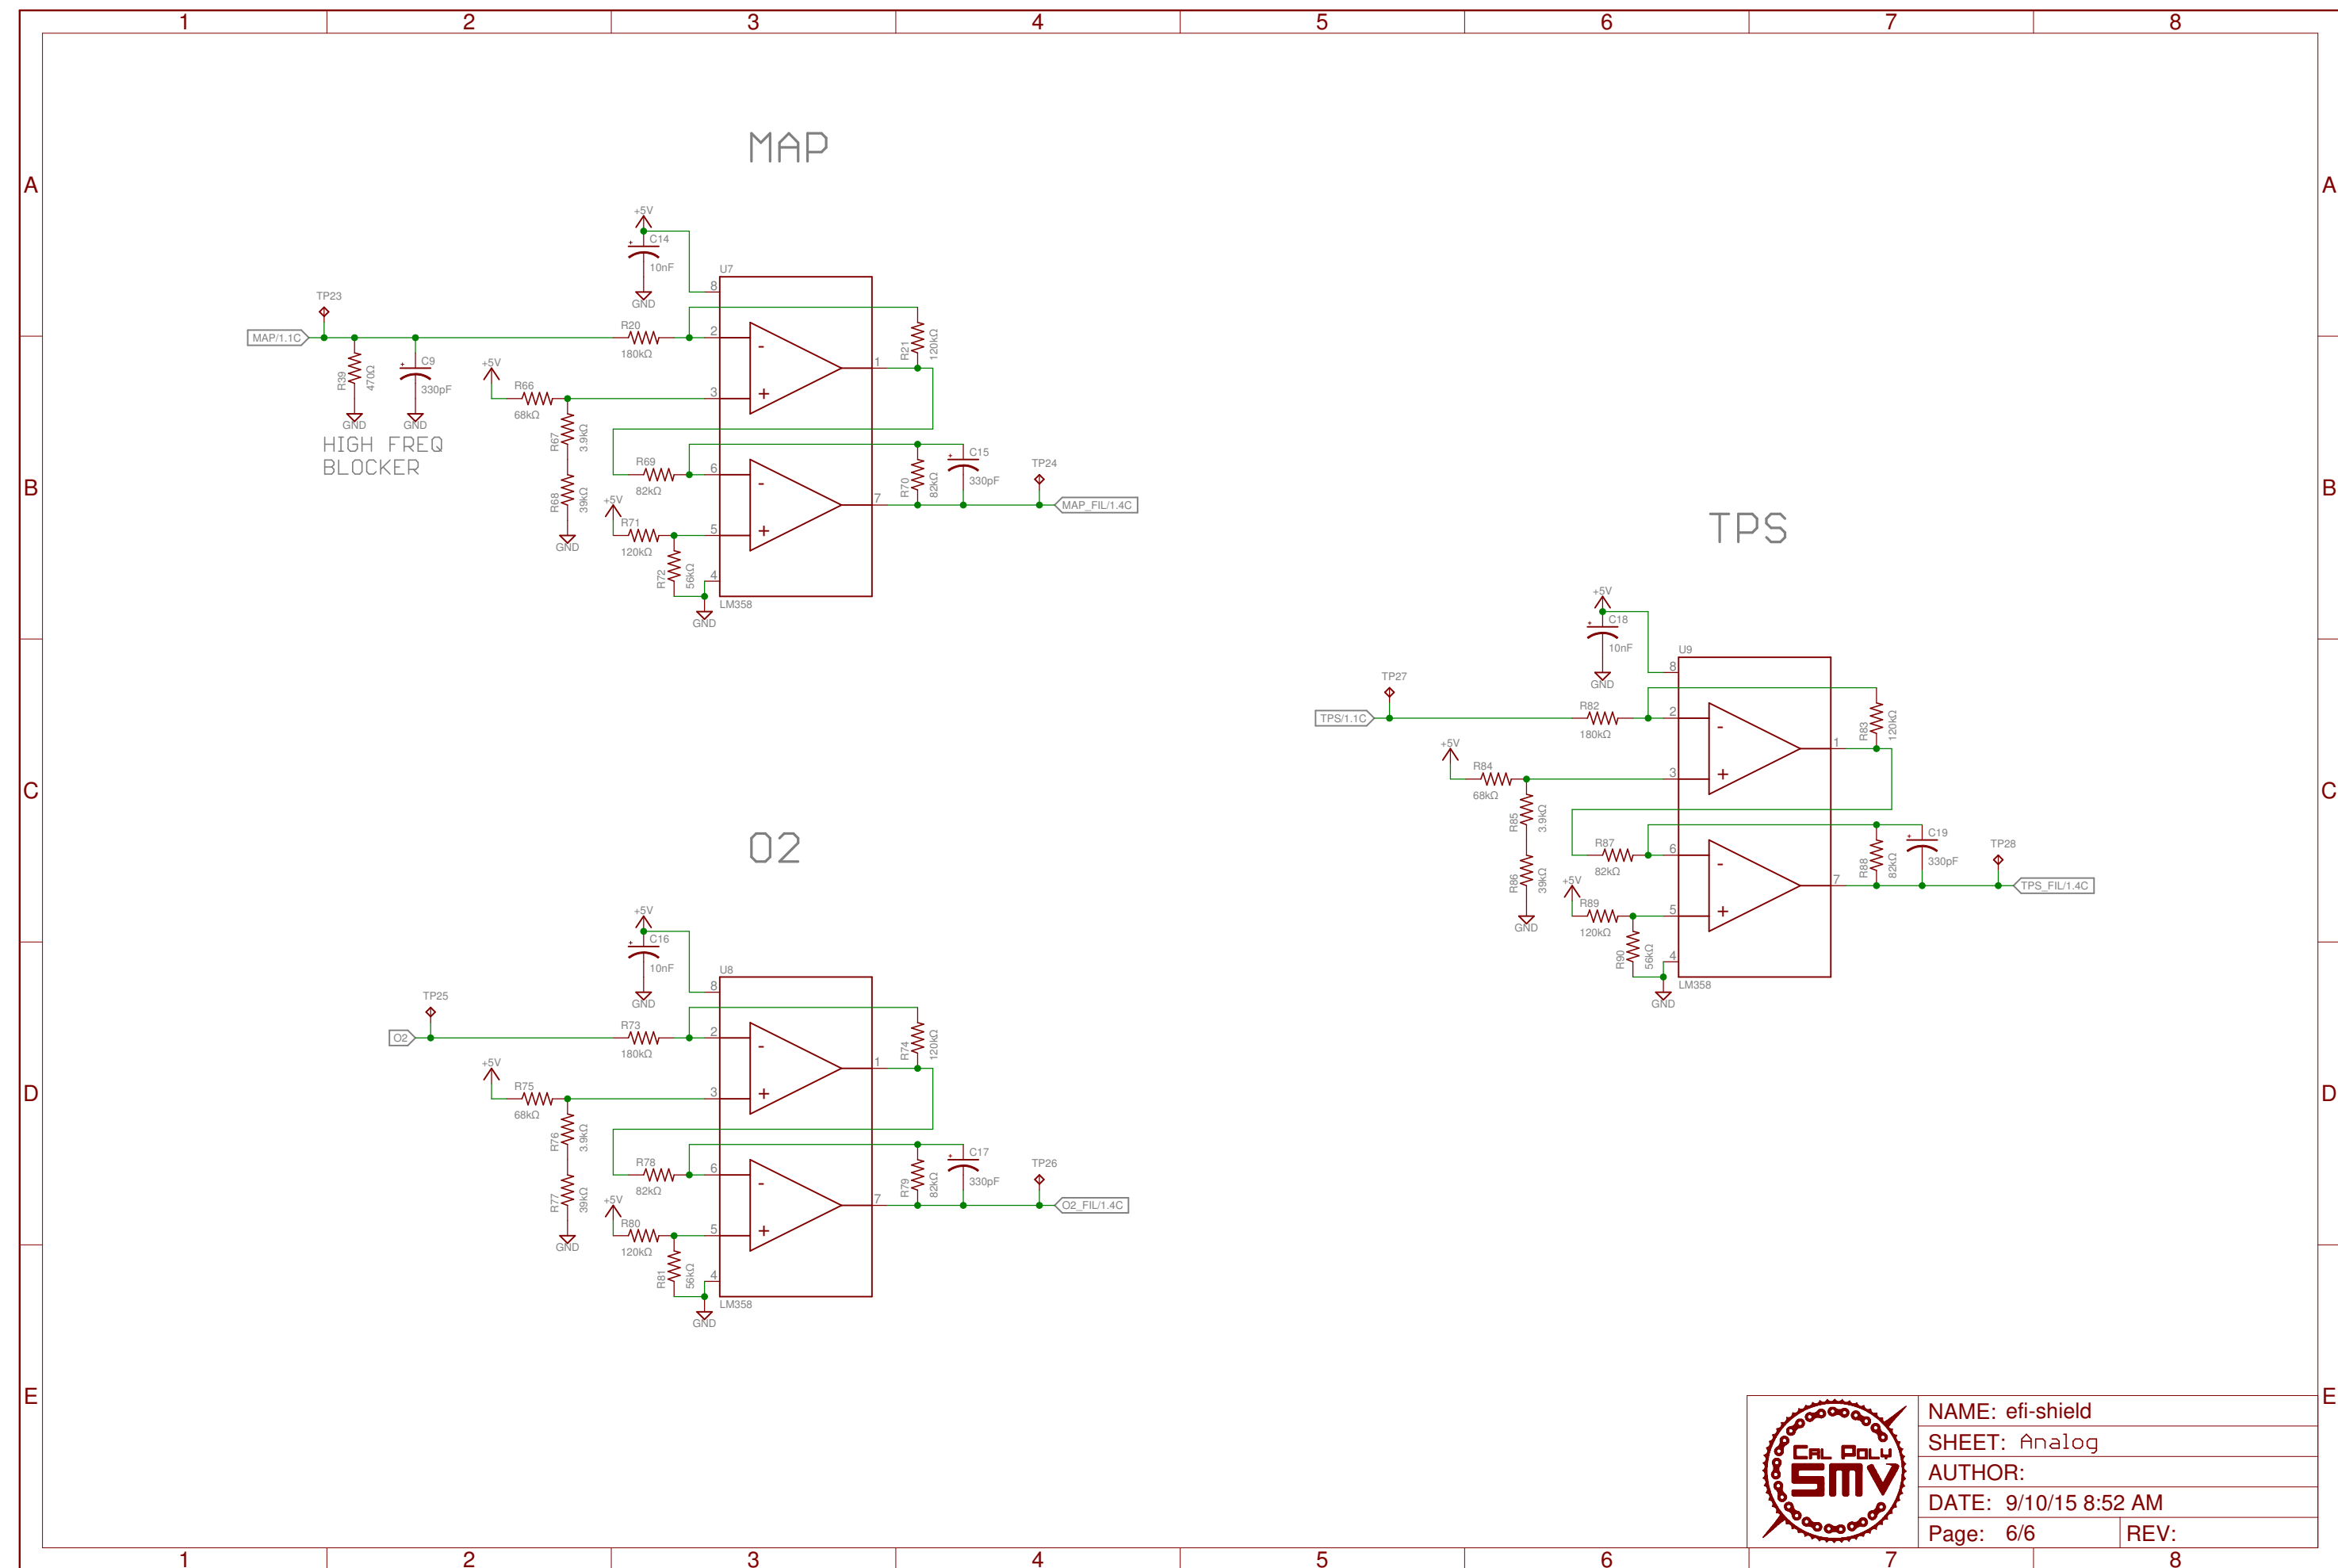 1 2 3 4 5 6 7 8
A A
B B
C C
D D
E E
MAP
+5V
C14
10nF
GND
U7
8
TP23
MAP/1.1C
R20
180kΩ
2
R21
120kΩ
1
R39
470Ω
GND
C9
330pF
GND
HIGH FREQ
BLOCKER
+5V
R66
68kΩ
3
R67
3.9kΩ
R68
39kΩ
GND
R69
82kΩ
6
R70
82kΩ
C15
330pF
TP24
7
MAP_FIL/1.4C
+5V
R71
120kΩ
5
R72
56kΩ
4
GND
LM358
-
+
-
+
TPS
+5V
C18
10nF
GND
U9
8
TP27
TPS/1.1C
R82
180kΩ
2
R83
120kΩ
1
+5V
R84
68kΩ
3
R85
3.9kΩ
R86
39kΩ
GND
R87
82kΩ
6
R88
82kΩ
C19
330pF
TP28
7
TPS_FIL/1.4C
+5V
R89
120kΩ
5
R90
56kΩ
4
GND
LM358
-
+
-
+
O2
+5V
C16
10nF
GND
U8
8
TP25
O2
R73
180kΩ
2
R74
120kΩ
1
+5V
R75
68kΩ
3
R76
3.9kΩ
R77
39kΩ
GND
R78
82kΩ
6
R79
82kΩ
C17
330pF
TP26
7
O2_FIL/1.4C
+5V
R80
120kΩ
5
R81
56kΩ
4
GND
LM358
-
+
-
+
CAL POLY
SMV
NAME: efi-shield
SHEET: Analog
AUTHOR:
DATE: 9/10/15 8:52 AM
Page: 6/6 REV:
1 2 3 4 5 6 7 8